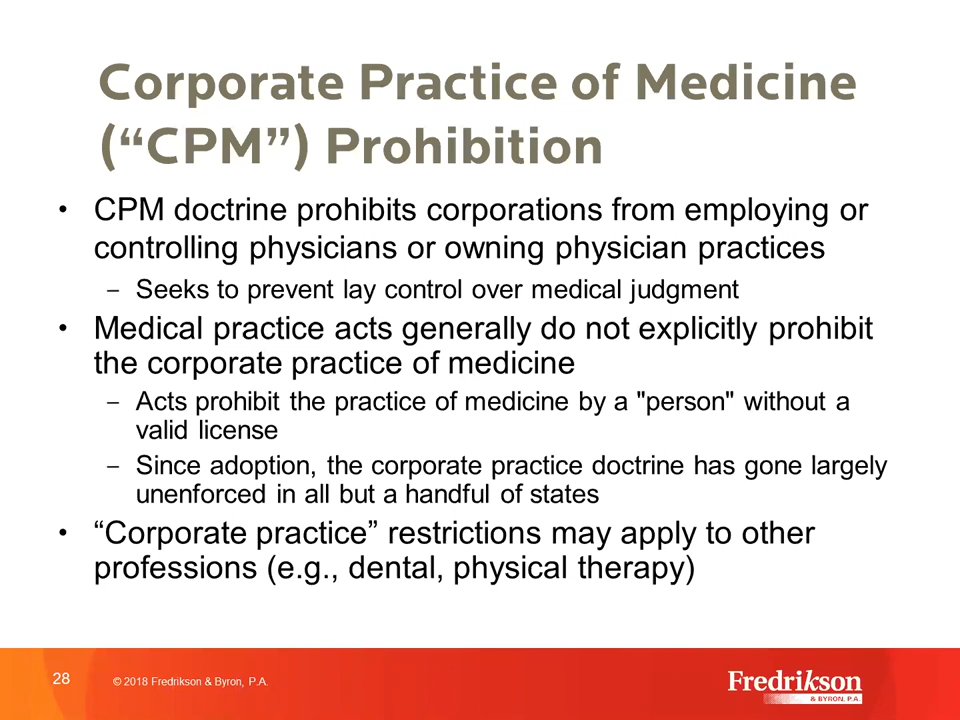 Corporate Practice of Medicine
(“CPM”) Prohibition
• CPM doctrine prohibits corporations from employing or
controlling physicians or owning physician practices
– Seeks to prevent lay control over medical judgment
• Medical practice acts generally do not explicitly prohibit
the corporate practice of medicine
– Acts prohibit the practice of medicine by a "person" without a
valid license
– Since adoption, the corporate practice doctrine has gone largely
unenforced in all but a handful of states
• “Corporate practice” restrictions may apply to other
professions (e.g., dental, physical therapy)
28
© 2018 Fredrikson & Byron, P.A.
Fredrikson
& BYRON, P.A.